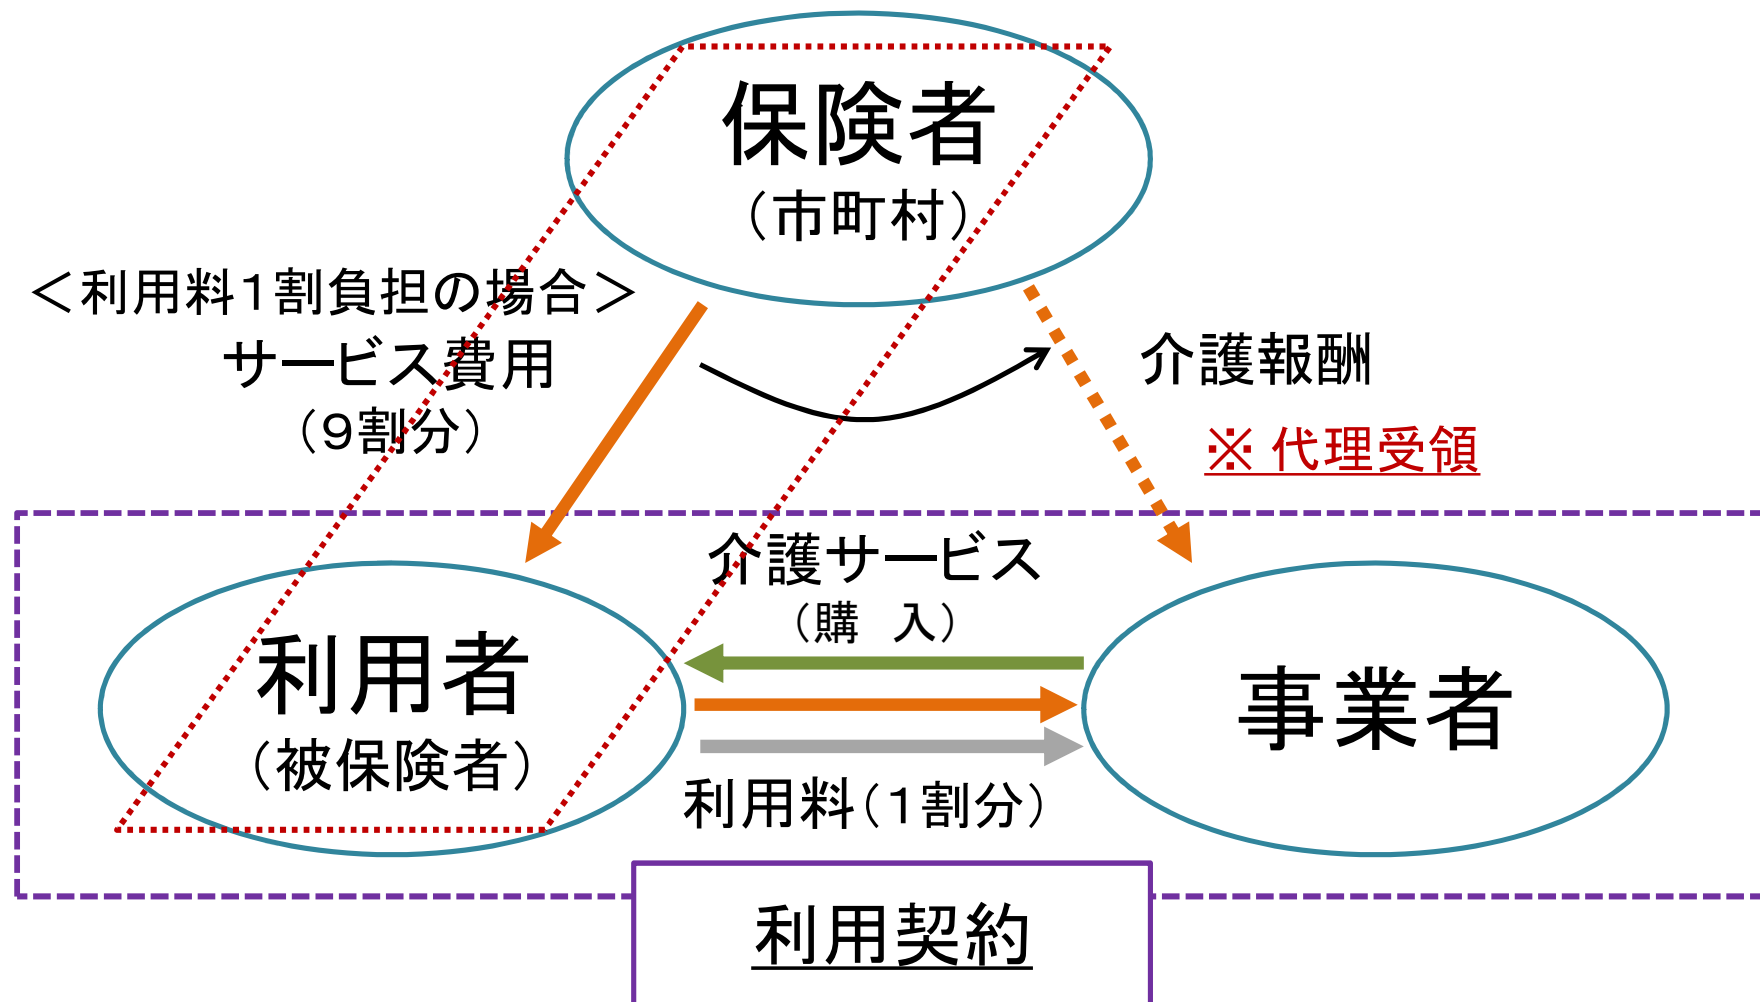 保険者
（市町村）
＜利用料１割負担の場合＞
サービス費用
（９割分）
介護報酬
※ 代理受領
介護サービス
（購　入）
利用者
（被保険者）
事業者
利用料（１割分）
利用契約